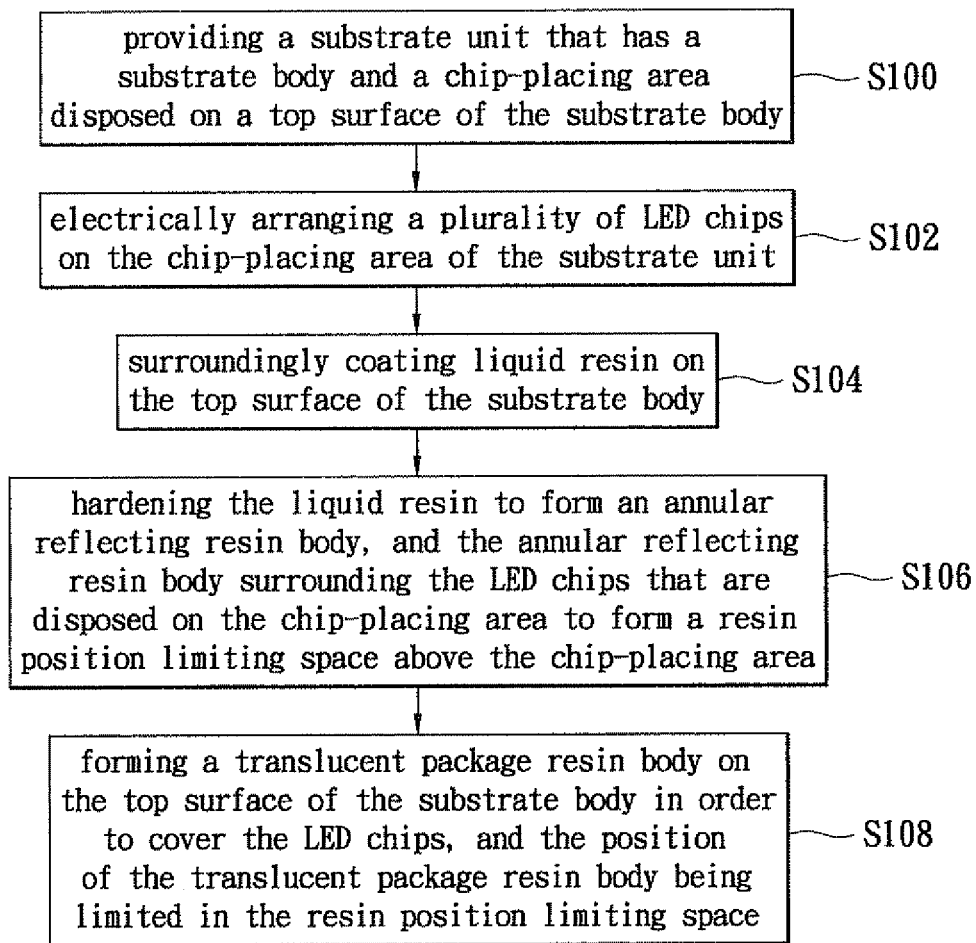 providing a substrate unit that has a
substrate body and a chip-placing area
disposed on a top surface of the substrate body
S100
electrically arranging a plurality of LED chips
on the chip-placing area of the substrate unit
S102
surroundingly coating liquid resin on
the top surface of the substrate body
S104
hardening the liquid resin to form an annular
reflecting resin body, and the annular reflecting
resin body surrounding the LED chips that are
disposed on the chip-placing area to form a resin
position limiting space above the chip-placing area
S106
forming a translucent package resin body on
the top surface of the substrate body in order
to cover the LED chips, and the position
of the translucent package resin body being
limited in the resin position limiting space
S108